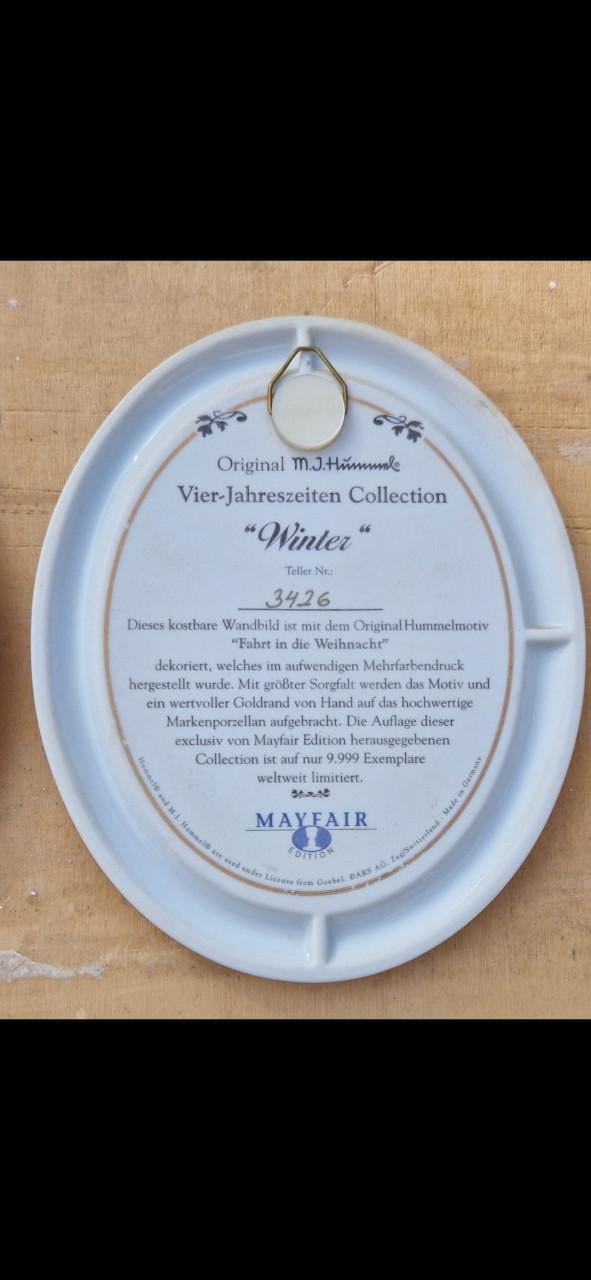 Original M.J.Hummel®
Vier-Jahreszeiten Collection
“Winter“
Teller Nr.:
3426
Dieses kostbare Wandbild ist mit dem Original Hummelmotiv
“Fahrt in die Weihnacht”
dekoriert, welches im aufwendigen Mehrfarbendruck
hergestellt wurde. Mit größter Sorgfalt werden das Motiv und
ein wertvoller Goldrand von Hand auf das hochwertige
Markenporzellan aufgebracht. Die Auflage dieser
exclusiv von Mayfair Edition herausgegebenen
Collection ist auf nur 9.999 Exemplare
weltweit limitiert.
MAYFAIR
EDITION
Hummel® and M.I. Hummel® are used under License from Goebel. ©ARS AG, Zug/Switzerland · Made in Germany